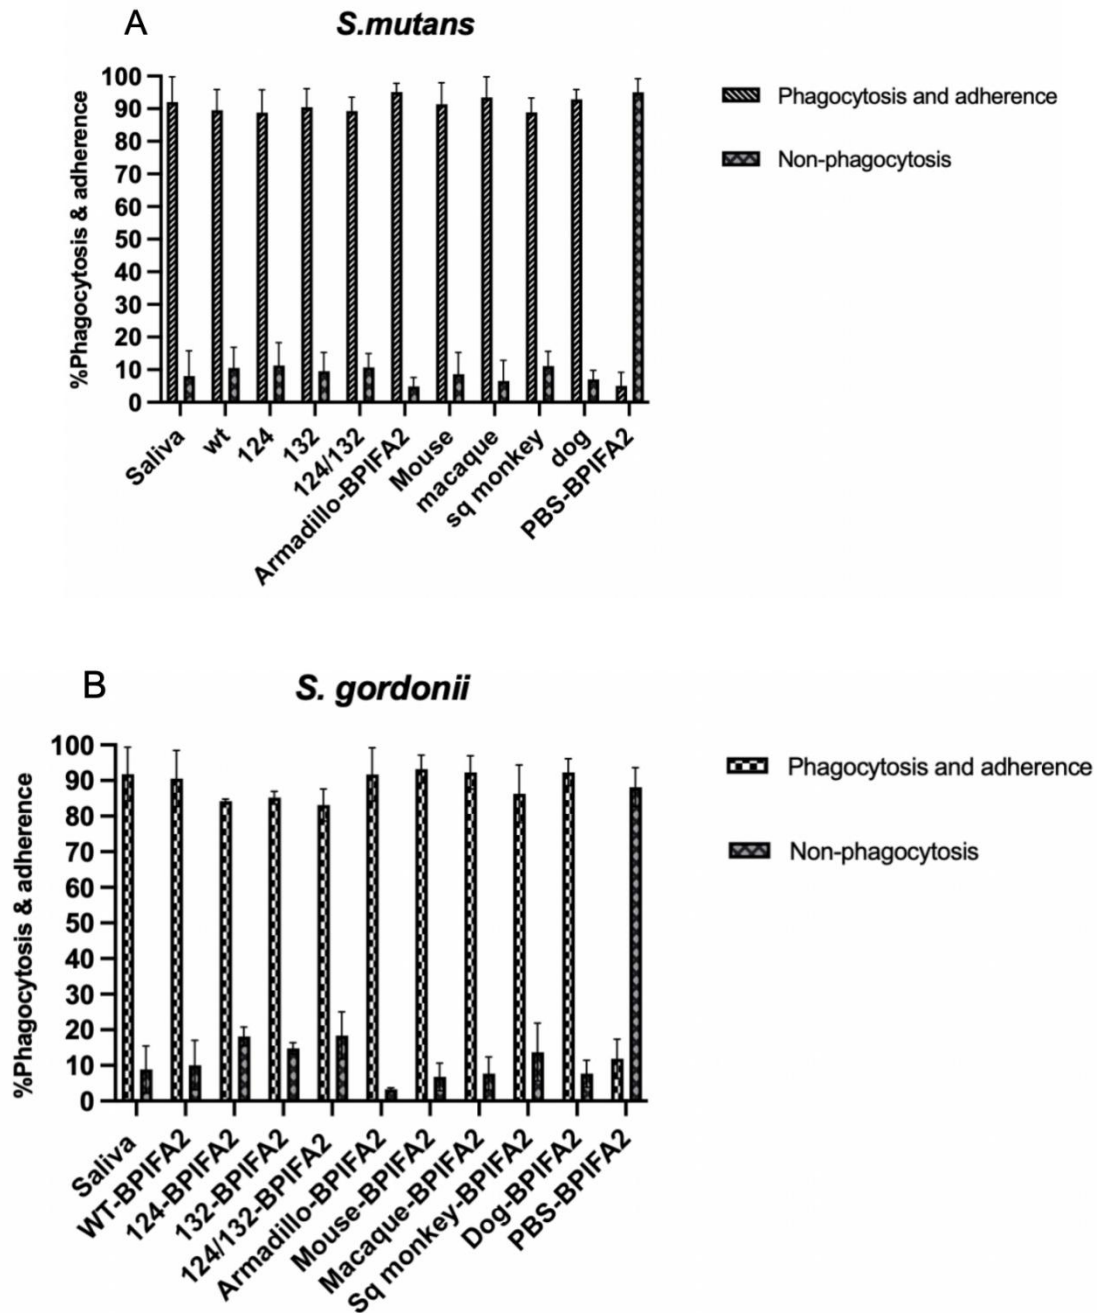 A
S.mutans
%Phagocytosis & adherence
100
90
80
70
60
50
40
30
20
10
0
Saliva
wt
124
132
124/132
Armadillo-BPIFA2
Mouse
macaque
sq monkey
dog
PBS-BPIFA2
Phagocytosis and adherence
Non-phagocytosis
B
S. gordonii
%Phagocytosis & adherence
100
90
80
70
60
50
40
30
20
10
0
Saliva
WT-BPIFA2
124-BPIFA2
132-BPIFA2
124/132-BPIFA2
Armadillo-BPIFA2
Mouse-BPIFA2
Macaque-BPIFA2
Sq monkey-BPIFA2
Dog-BPIFA2
PBS-BPIFA2
Phagocytosis and adherence
Non-phagocytosis